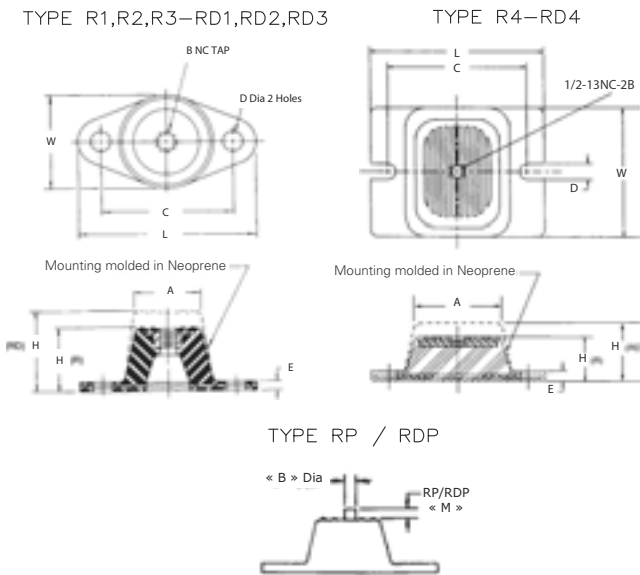 TYPE R1,R2,R3-RD1,RD2,RD3
TYPE R4-RD4
B NC TAP
D Dia 2 Holes
W
C
L
L
C
1/2-13NC-2B
W
D
Mounting molded in Neoprene
A
(RD)
H
H
(R)
E
Mounting molded in Neoprene
A
H
(R)
H
E
TYPE RP / RDP
« B » Dia
RP/RDP
« M »